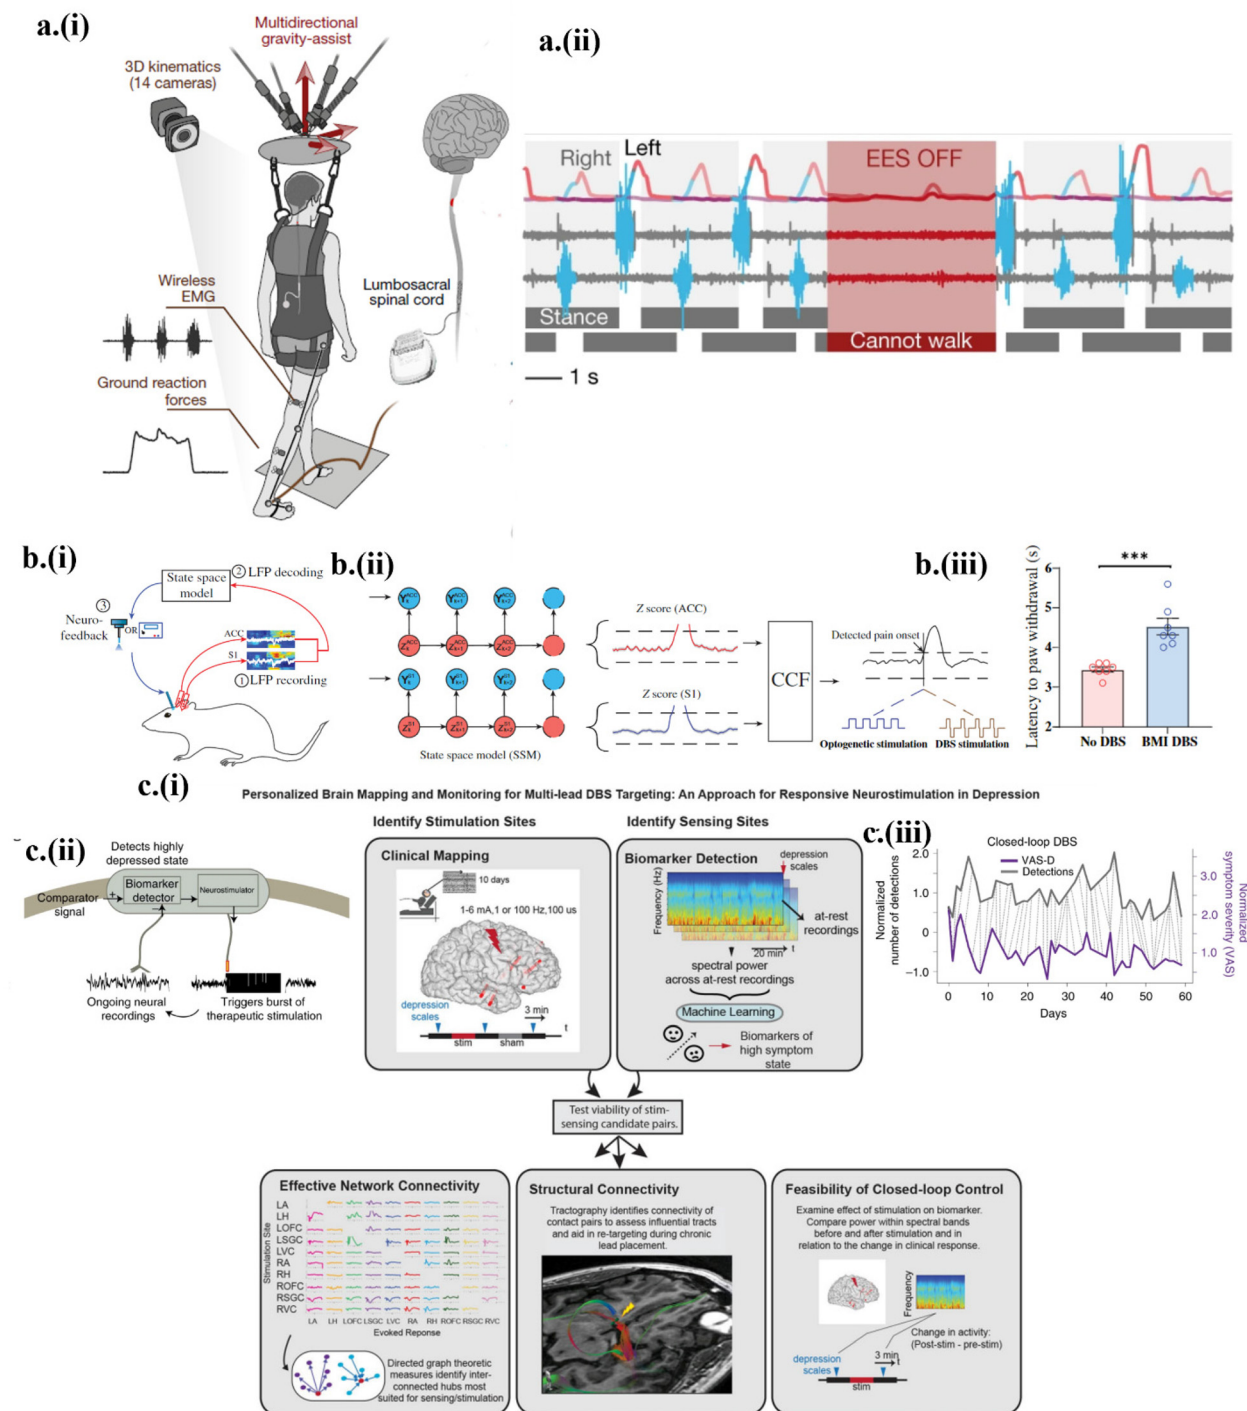 a.(i)
Multidirectional
gravity-assist
3D kinematics
(14 cameras)
Wireless
EMG
Lumbosacral
spinal cord
Ground reaction
forces
a.(ii)
Right
Left
EES OFF
Stance
Cannot walk
1 s
b.(i)
State space
model
② LFP decoding
③
Neuro-
feedback
OR
ACC
S1
① LFP recording
b.(ii)
State space model (SSM)
Z score (ACC)
Z score (S1)
CCF
Detected pain onset
Optogenetic stimulation
DBS stimulation
b.(iii)
Latency to paw withdrawal (s)
***
6
5
4
3
2
No DBS
BMI DBS
c.(i)
Personalized Brain Mapping and Monitoring for Multi-lead DBS Targeting: An Approach for Responsive Neurostimulation in Depression
Identify Stimulation Sites
Clinical Mapping
10 days
1-6 mA,1 or 100 Hz,100 us
depression
scales
3 min
t
stim
sham
Identify Sensing Sites
Biomarker Detection
depression
scales
Frequency (Hz)
at-rest
recordings
20 min
t
spectral power
across at-rest recordings
Machine Learning
Biomarkers of
high symptom
state
c.(ii)
Detects highly
depressed state
Comparator
signal
+
Biomarker
detector
Neurostimulator
Ongoing neural
recordings
Triggers burst of
therapeutic stimulation
c.(iii)
Closed-loop DBS
VAS-D
Detections
Normalized
number of detections
2.0
1.0
0
−1.0
3.0
2.0
1.0
Normalized
symptom severity (VAS)
0
10
20
30
40
50
60
Days
Test viability of stim-
sensing candidate pairs.
Effective Network Connectivity
Stimulation Site
LA
LH
LOFC
LSGC
LVC
RA
RH
ROFC
RSGC
RVC
LA LH LOFC LSGC LVC RA RH ROFC RSGC RVC
Evoked Reponse
Directed graph theoretic
measures identify inter-
connected hubs most
suited for sensing/stimulation
Structural Connectivity
Tractography identifies connectivity of
contact pairs to assess influential tracts
and aid in re-targeting during chronic
lead placement.
Feasibility of Closed-loop Control
Examine effect of stimulation on biomarker.
Compare power within spectral bands
before and after stimulation and in
relation to the change in clinical response.
Frequency
Change in activity:
(Post-stim - pre-stim)
depression
scales
3 min
t
stim